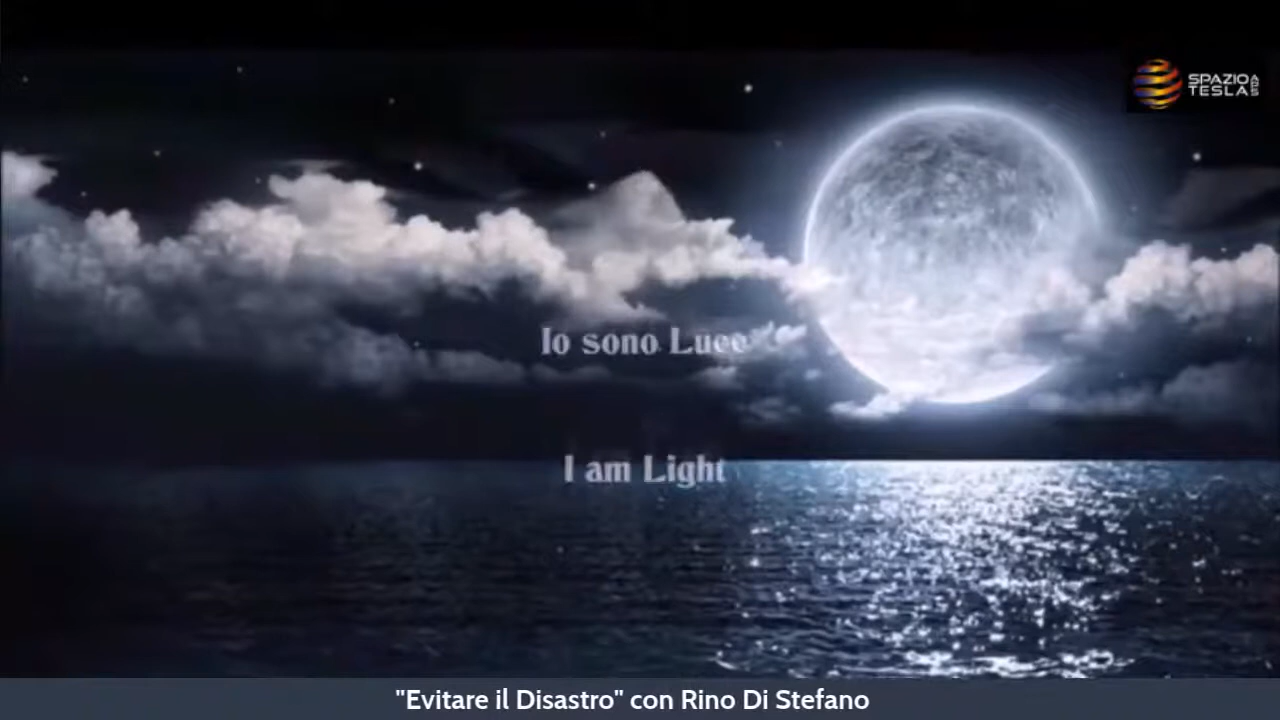 SPAZIO
TESLA
Io sono Luce
I am Light
"Evitare il Disastro" con Rino Di Stefano